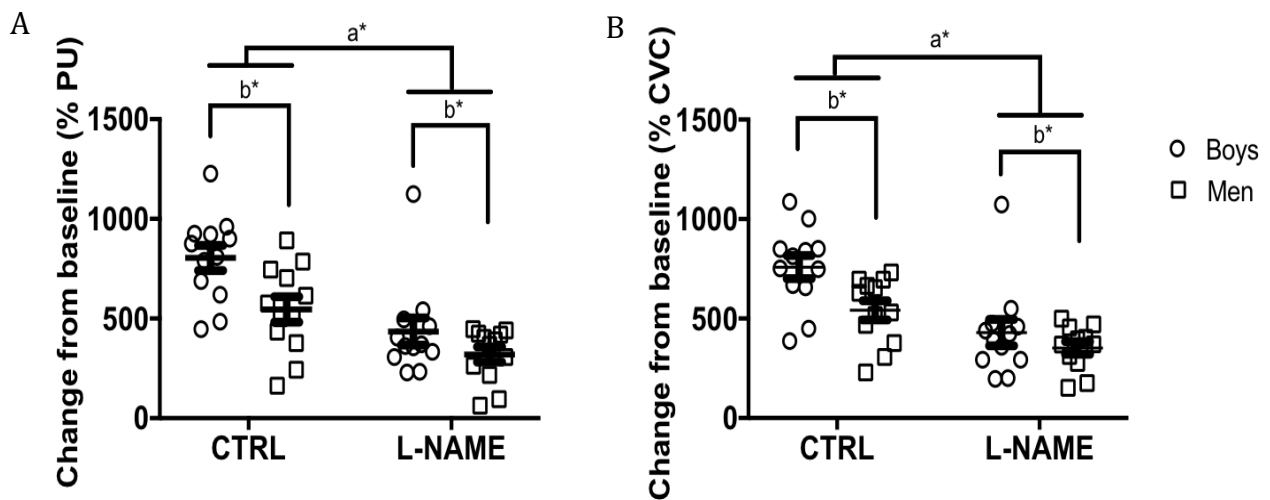 A
Change from baseline (% PU)
1500
1000
500
0
a*
b*
b*
CTRL
L-NAME
B
Change from baseline (% CVC)
1500
1000
500
0
a*
b*
b*
CTRL
L-NAME
Boys
Men